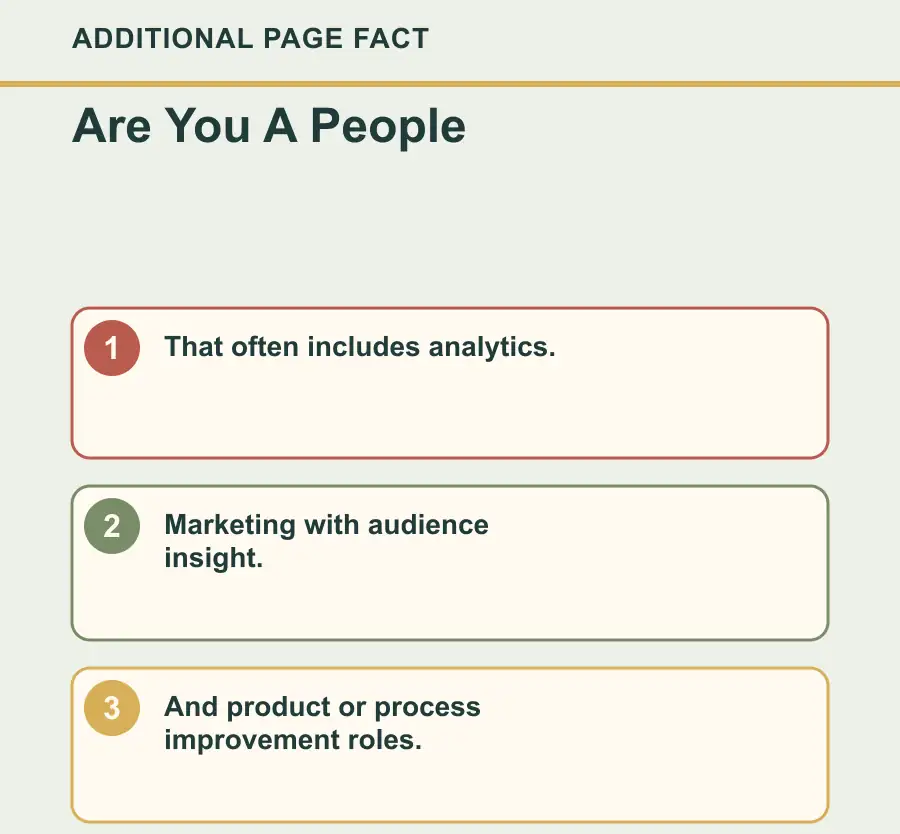 ADDITIONAL PAGE FACT
Are You A People
1
That often includes analytics.
2
Marketing with audience
insight.
3
And product or process
improvement roles.